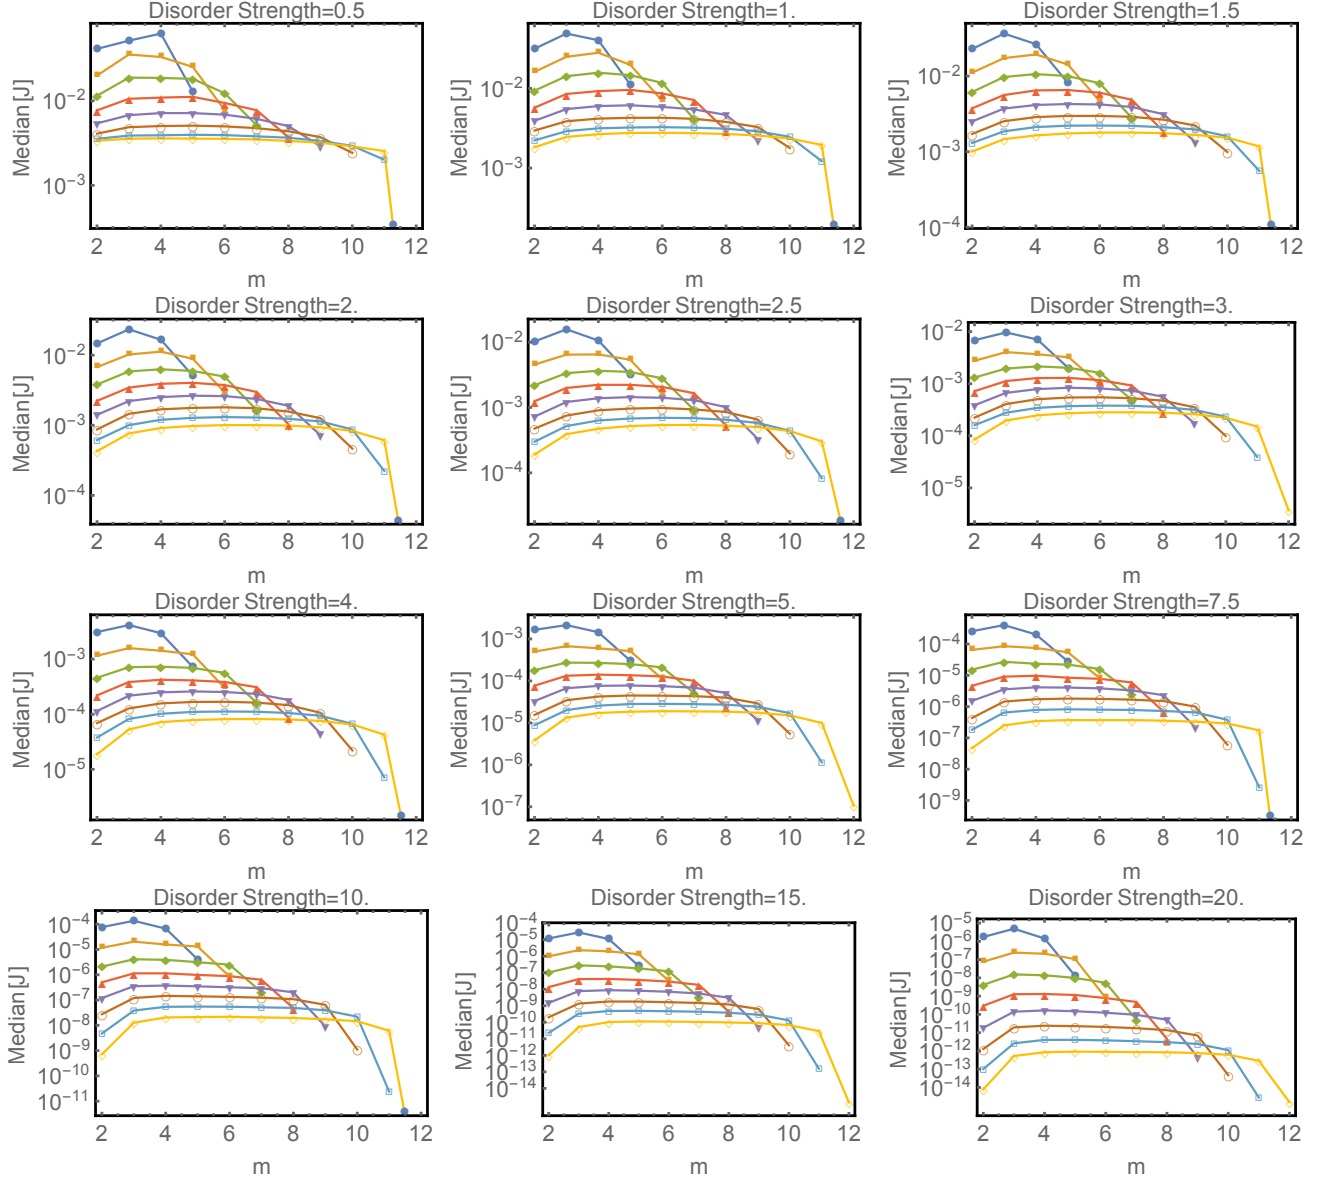 Disorder Strength=0.5
Median[J]
10⁻²
10⁻³
2 4 6 8 10 12
m
Disorder Strength=1.
Median[J]
10⁻²
10⁻³
2 4 6 8 10 12
m
Disorder Strength=1.5
Median[J]
10⁻²
10⁻³
10⁻⁴
2 4 6 8 10 12
m
Disorder Strength=2.
Median[J]
10⁻²
10⁻³
10⁻⁴
2 4 6 8 10 12
m
Disorder Strength=2.5
Median[J]
10⁻²
10⁻³
10⁻⁴
2 4 6 8 10 12
m
Disorder Strength=3.
Median[J]
10⁻²
10⁻³
10⁻⁴
10⁻⁵
2 4 6 8 10 12
m
Disorder Strength=4.
Median[J]
10⁻³
10⁻⁴
10⁻⁵
2 4 6 8 10 12
m
Disorder Strength=5.
Median[J]
10⁻³
10⁻⁴
10⁻⁵
10⁻⁶
10⁻⁷
2 4 6 8 10 12
m
Disorder Strength=7.5
Median[J]
10⁻⁴
10⁻⁵
10⁻⁶
10⁻⁷
10⁻⁸
10⁻⁹
2 4 6 8 10 12
m
Disorder Strength=10.
Median[J]
10⁻⁴
10⁻⁵
10⁻⁶
10⁻⁷
10⁻⁸
10⁻⁹
10⁻¹⁰
10⁻¹¹
2 4 6 8 10 12
m
Disorder Strength=15.
Median[J]
10⁻⁴
10⁻⁵
10⁻⁶
10⁻⁷
10⁻⁸
10⁻⁹
10⁻¹⁰
10⁻¹¹
10⁻¹²
10⁻¹³
10⁻¹⁴
2 4 6 8 10 12
m
Disorder Strength=20.
Median[J]
10⁻⁵
10⁻⁶
10⁻⁷
10⁻⁸
10⁻⁹
10⁻¹⁰
10⁻¹¹
10⁻¹²
10⁻¹³
10⁻¹⁴
2 4 6 8 10 12
m